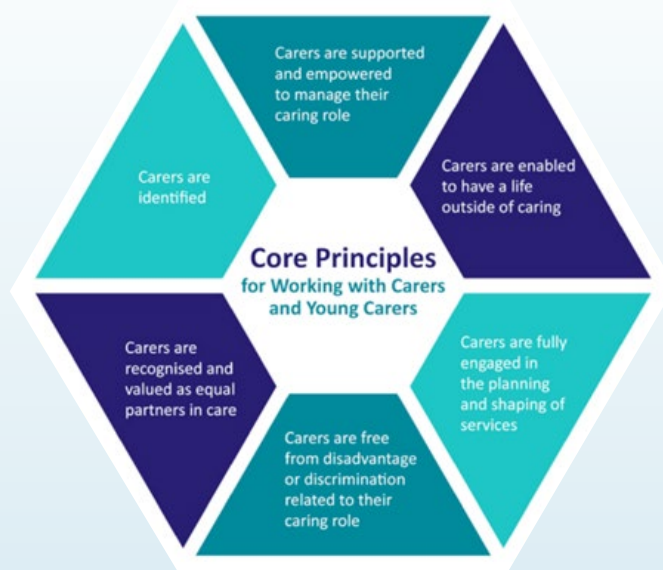 Carers are supported
and empowered
to manage their
caring role
Carers are enabled
to have a life
outside of caring
Carers are fully
engaged in
the planning
and shaping of
services
Carers are free
from disadvantage
or discrimination
related to their
caring role
Carers are
recognised and
valued as equal
partners in care
Carers are
identified
Core Principles
for Working with Carers
and Young Carers